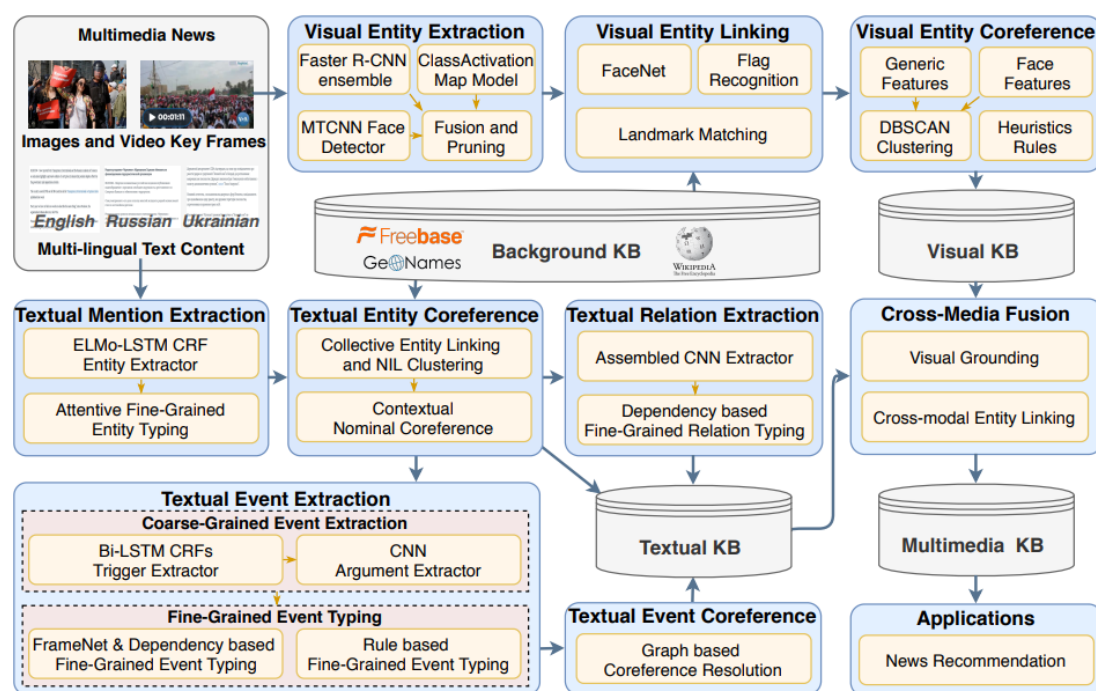 Multimedia News
00:01:11
Images and Video Key Frames
English Russian Ukrainian
Multi-lingual Text Content
Visual Entity Extraction
Faster R-CNN
ensemble
ClassActivation
Map Model
MTCNN Face
Detector
Fusion and
Pruning
Visual Entity Linking
FaceNet
Flag
Recognition
Landmark Matching
Visual Entity Coreference
Generic
Features
Face
Features
DBSCAN
Clustering
Heuristics
Rules
Freebase
GeoNames
Background KB
WIKIPEDIA
The Free Encyclopedia
Visual KB
Textual Mention Extraction
ELMo-LSTM CRF
Entity Extractor
Attentive Fine-Grained
Entity Typing
Textual Entity Coreference
Collective Entity Linking
and NIL Clustering
Contextual
Nominal Coreference
Textual Relation Extraction
Assembled CNN Extractor
Dependency based
Fine-Grained Relation Typing
Cross-Media Fusion
Visual Grounding
Cross-modal Entity Linking
Textual Event Extraction
Coarse-Grained Event Extraction
Bi-LSTM CRFs
Trigger Extractor
CNN
Argument Extractor
Fine-Grained Event Typing
FrameNet & Dependency based
Fine-Grained Event Typing
Rule based
Fine-Grained Event Typing
Textual KB
Multimedia KB
Textual Event Coreference
Graph based
Coreference Resolution
Applications
News Recommendation